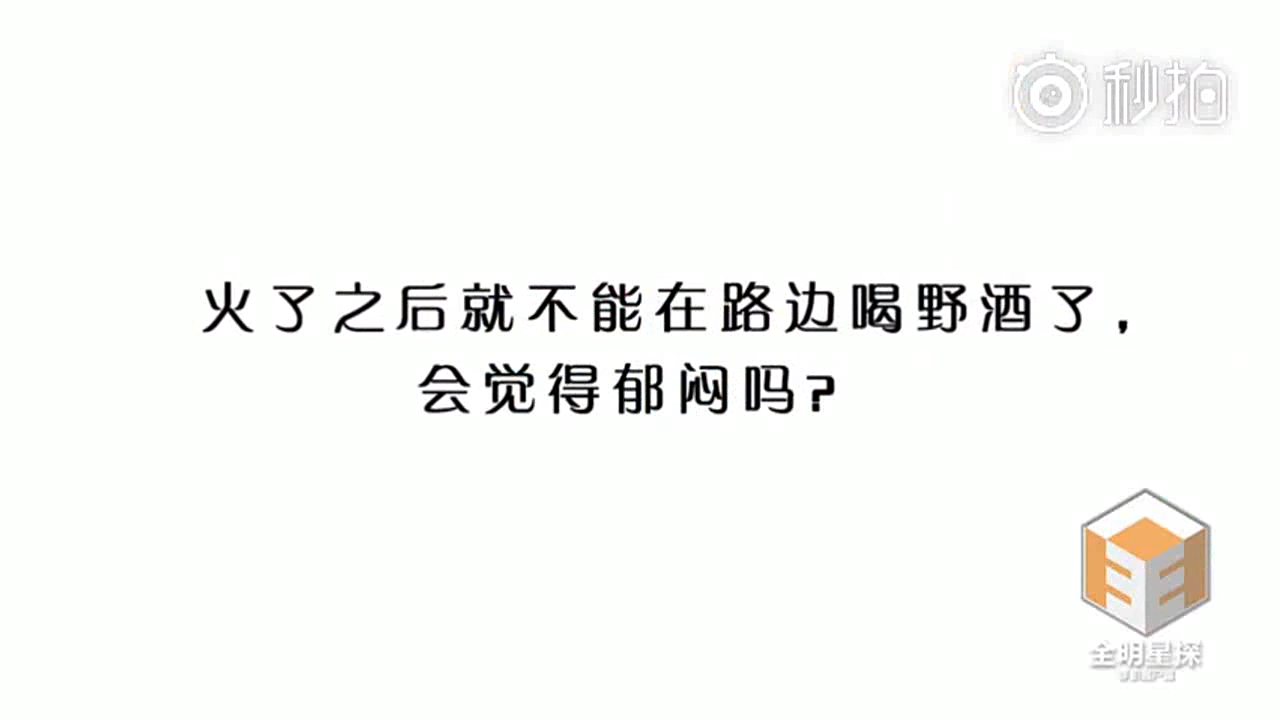 秒拍
火了之后就不能在路边喝野酒了,
会觉得郁闷吗?
全明星探